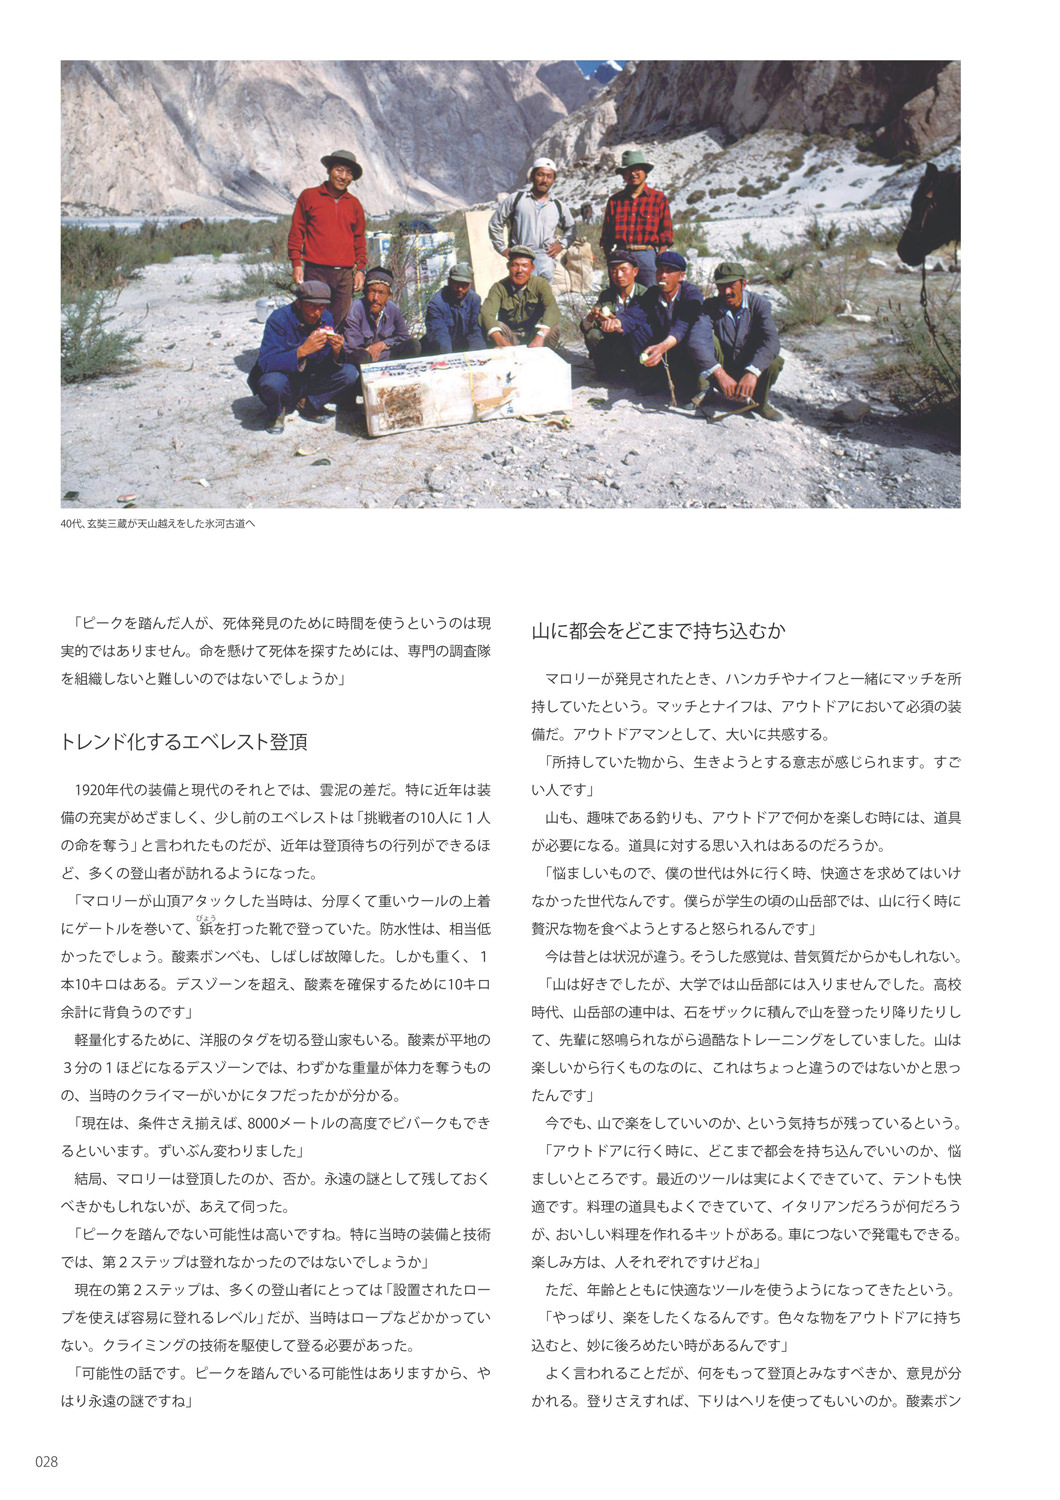 40代、玄奘三蔵が天山越えをした氷河古道へ
「ピークを踏んだ人が、死体発見のために時間を使うというのは現
実的ではありません。命を懸けて死体を探すためには、専門の調査隊
を組織しないと難しいのではないでしょうか」
トレンド化するエベレスト登頂
1920年代の装備と現代のそれとでは、雲泥の差だ。特に近年は装
備の充実がめざましく、少し前のエベレストは「挑戦者の10人に１人
の命を奪う」と言われたものだが、近年は登頂待ちの行列ができるほ
ど、多くの登山者が訪れるようになった。
「マロリーが山頂アタックした当時は、分厚くて重いウールの上着
にゲートルを巻いて、鋲を打った靴で登っていた。防水性は、相当低
びょう
かったでしょう。酸素ボンベも、しばしば故障した。しかも重く、１
本10キロはある。デスゾーンを超え、酸素を確保するために10キロ
余計に背負うのです」
軽量化するために、洋服のタグを切る登山家もいる。酸素が平地の
３分の１ほどになるデスゾーンでは、わずかな重量が体力を奪うもの
の、当時のクライマーがいかにタフだったかが分かる。
「現在は、条件さえ揃えば、8000メートルの高度でビバークもでき
るといいます。ずいぶん変わりました」
結局、マロリーは登頂したのか、否か。永遠の謎として残しておく
べきかもしれないが、あえて伺った。
「ピークを踏んでない可能性は高いですね。特に当時の装備と技術
では、第２ステップは登れなかったのではないでしょうか」
現在の第２ステップは、多くの登山者にとっては「設置されたロー
プを使えば容易に登れるレベル」だが、当時はロープなどかかってい
ない。クライミングの技術を駆使して登る必要があった。
「可能性の話です。ピークを踏んでいる可能性はありますから、や
はり永遠の謎ですね」
山に都会をどこまで持ち込むか
マロリーが発見されたとき、ハンカチやナイフと一緒にマッチを所
持していたという。マッチとナイフは、アウトドアにおいて必須の装
備だ。アウトドアマンとして、大いに共感する。
「所持していた物から、生きようとする意志が感じられます。すご
い人です」
山も、趣味である釣りも、アウトドアで何かを楽しむ時には、道具
が必要になる。道具に対する思い入れはあるのだろうか。
「悩ましいもので、僕の世代は外に行く時、快適さを求めてはいけ
なかった世代なんです。僕らが学生の頃の山岳部では、山に行く時に
贅沢な物を食べようとすると怒られるんです」
今は昔とは状況が違う。そうした感覚は、昔気質だからかもしれない。
「山は好きでしたが、大学では山岳部には入りませんでした。高校
時代、山岳部の連中は、石をザックに積んで山を登ったり降りたりし
て、先輩に怒鳴られながら過酷なトレーニングをしていました。山は
楽しいから行くものなのに、これはちょっと違うのではないかと思っ
たんです」
今でも、山で楽をしていいのか、という気持ちが残っているという。
「アウトドアに行く時に、どこまで都会を持ち込んでいいのか、悩
ましいところです。最近のツールは実によくできていて、テントも快
適です。料理の道具もよくできていて、イタリアンだろうが何だろう
が、おいしい料理を作れるキットがある。車につないで発電もできる。
楽しみ方は、人それぞれですけどね」
ただ、年齢とともに快適なツールを使うようになってきたという。
「やっぱり、楽をしたくなるんです。色々な物をアウトドアに持ち
込むと、妙に後ろめたい時があるんです」
よく言われることだが、何をもって登頂とみなすべきか、意見が分
かれる。登りさえすれば、下りはヘリを使ってもいいのか。酸素ボン
028